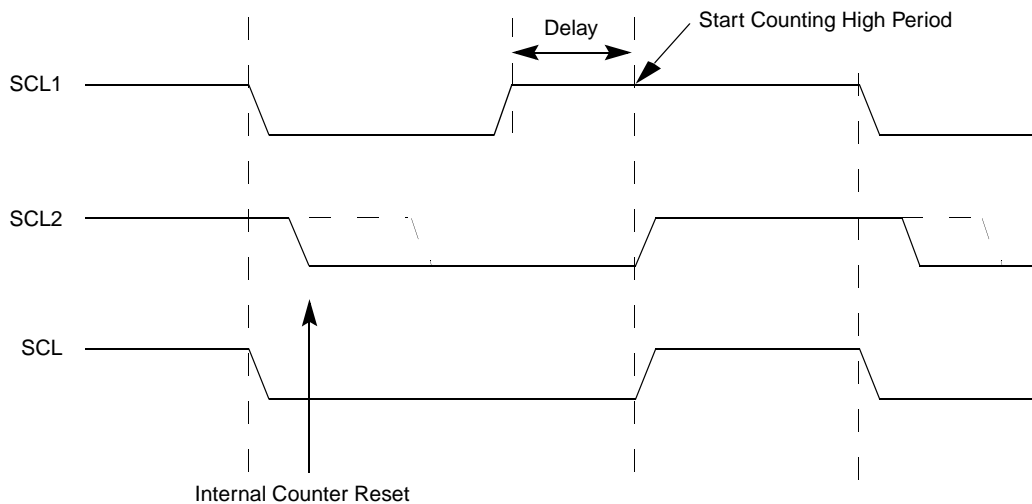 Start Counting High Period
Delay
SCL1
SCL2
SCL
Internal Counter Reset